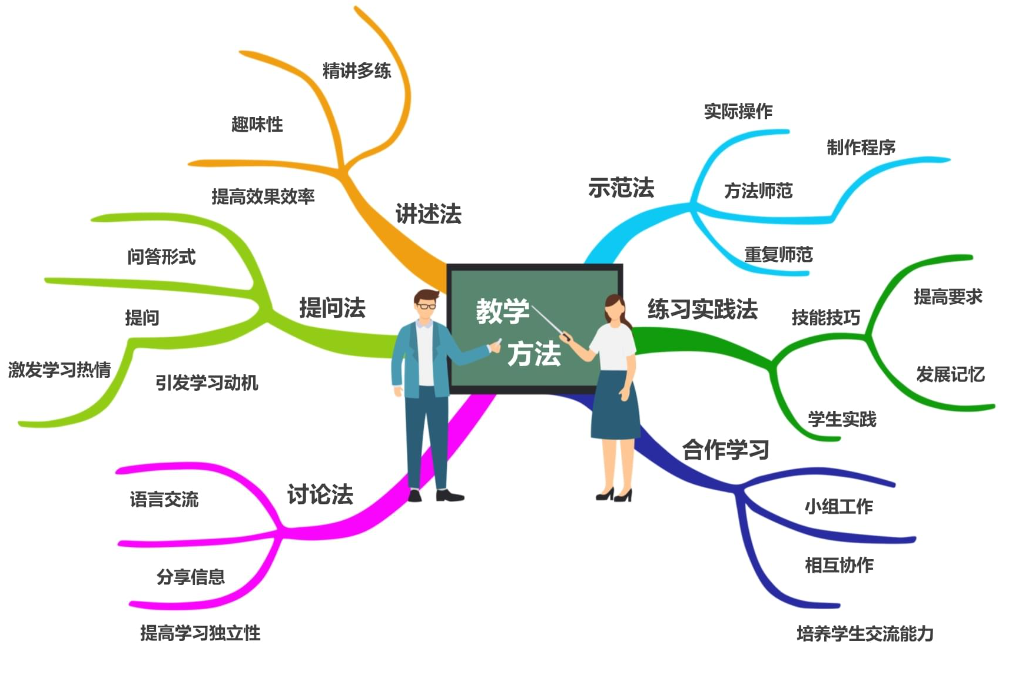 教学
方法
讲述法
精讲多练
趣味性
提高效果效率
提问法
问答形式
提问
激发学习热情
引发学习动机
讨论法
语言交流
分享信息
提高学习独立性
示范法
实际操作
制作程序
方法师范
重复师范
练习实践法
技能技巧
提高要求
发展记忆
学生实践
合作学习
小组工作
相互协作
培养学生交流能力